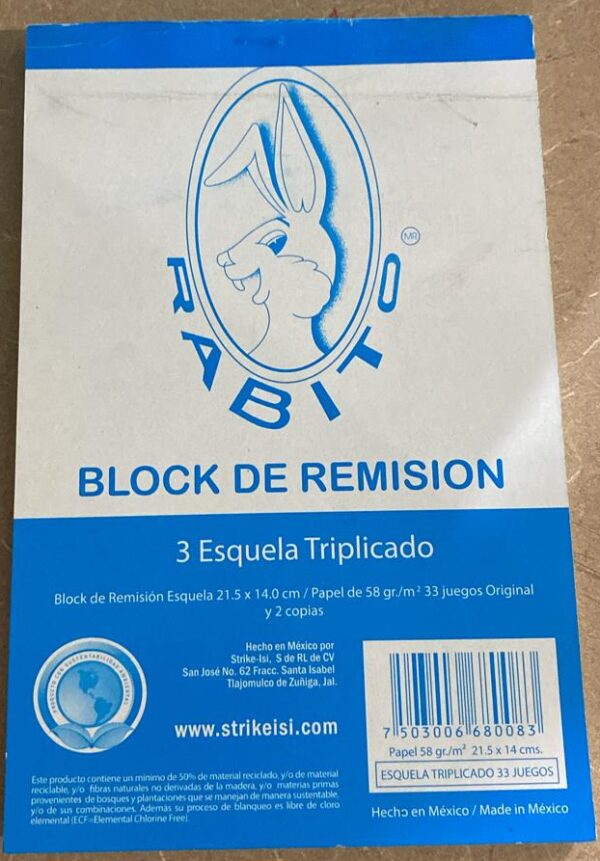 RABITO
MR
BLOCK DE REMISION
3 Esquela Triplicado
Block de Remisión Esquela 21.5 x 14.0 cm / Papel de 58 gr./m² 33 juegos Original
y 2 copias
PRODUCTO CON SUSTENTABILIDAD AMBIENTAL
Hecho en México por
Strike-Isi, S de RL de CV
San José No. 62 Fracc. Santa Isabel
Tlajomulco de Zuñiga, Jal.
www.strikeisi.com
Este producto contiene un mínimo de 50% de material reciclado, y/o de material
reciclable, y/o fibras naturales no derivadas de la madera, y/o materias primas
provenientes de bosques y plantaciones que se manejan de manera sustentable,
y/o de sus combinaciones. Además su proceso de blanqueo es libre de cloro
elemental (ECF=Elemental Chlorine Free).
7 503006 680083
Papel 58 gr./m² 21.5 x 14 cms.
ESQUELA TRIPLICADO 33 JUEGOS
Hecho en México / Made in México